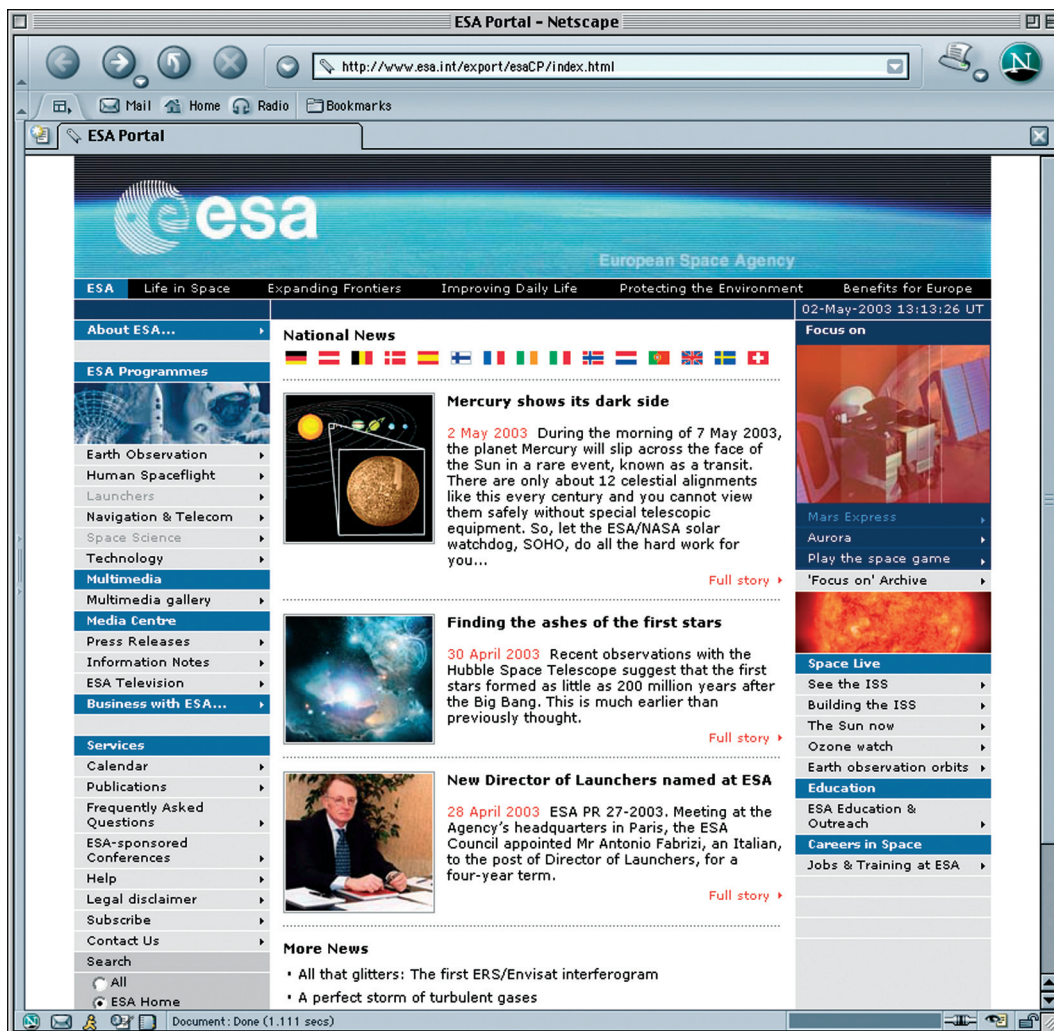 ESA Portal - Netscape
http://www.esa.int/export/esaCP/index.html
N
Mail Home Radio Bookmarks
ESA Portal
esa
European Space Agency
ESA Life in Space Expanding Frontiers Improving Daily Life Protecting the Environment Benefits for Europe
02-May-2003 13:13:26 UT
About ESA...
ESA Programmes
Earth Observation
Human Spaceflight
Launchers
Navigation & Telecom
Space Science
Technology
Multimedia
Multimedia gallery
Media Centre
Press Releases
Information Notes
ESA Television
Business with ESA...
Services
Calendar
Publications
Frequently Asked
Questions
ESA-sponsored
Conferences
Help
Legal disclaimer
Subscribe
Contact Us
Search
All
ESA Home
National News
Mercury shows its dark side
2 May 2003 During the morning of 7 May 2003,
the planet Mercury will slip across the face of
the Sun in a rare event, known as a transit.
There are only about 12 celestial alignments
like this every century and you cannot view
them safely without special telescopic
equipment. So, let the ESA/NASA solar
watchdog, SOHO, do all the hard work for
you...
Full story
Finding the ashes of the first stars
30 April 2003 Recent observations with the
Hubble Space Telescope suggest that the first
stars formed as little as 200 million years after
the Big Bang. This is much earlier than
previously thought.
Full story
New Director of Launchers named at ESA
28 April 2003 ESA PR 27-2003. Meeting at the
Agency's headquarters in Paris, the ESA
Council appointed Mr Antonio Fabrizi, an Italian,
to the post of Director of Launchers, for a
four-year term.
Full story
More News
• All that glitters: The first ERS/Envisat interferogram
• A perfect storm of turbulent gases
Focus on
Mars Express
Aurora
Play the space game
'Focus on' Archive
Space Live
See the ISS
Building the ISS
The Sun now
Ozone watch
Earth observation orbits
Education
ESA Education &
Outreach
Careers in Space
Jobs & Training at ESA
Document: Done (1.111 secs)